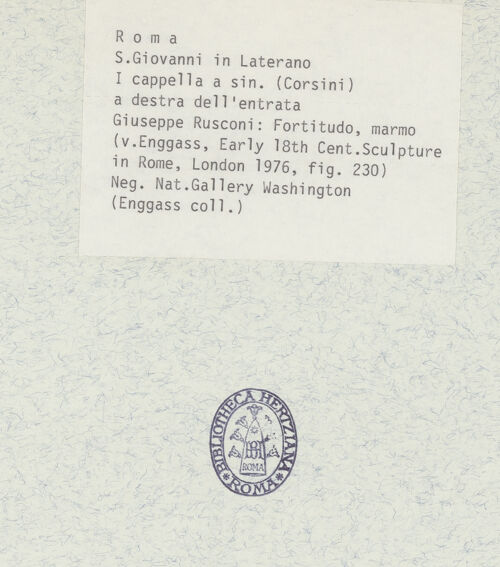 R o m a
S.Giovanni in Laterano
I cappella a sin. (Corsini)
a destra dell'entrata
Giuseppe Rusconi: Fortitudo, marmo
(v.Enggass, Early 18th Cent.Sculpture
in Rome, London 1976, fig. 230)
Neg. Nat.Gallery Washington
(Enggass coll.)
BIBLIOTHECA HERTZIANA
ROMA
*ROMA*